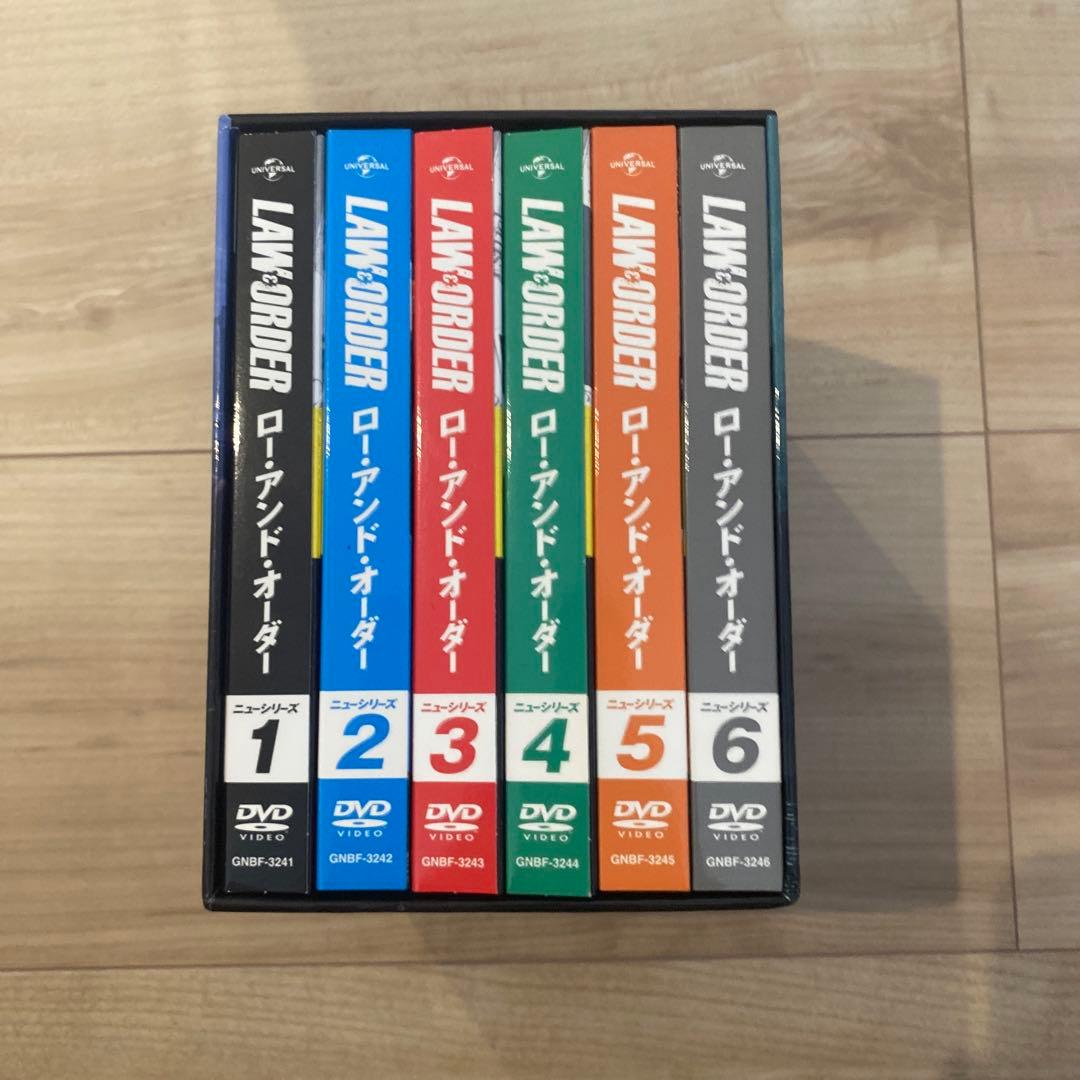 UNIVERSAL
LAW & ORDER
ロー・アンド・オーダー
ニューシリーズ
1
DVD
VIDEO
GNBF-3241
UNIVERSAL
LAW & ORDER
ロー・アンド・オーダー
ニューシリーズ
2
DVD
VIDEO
GNBF-3242
UNIVERSAL
LAW & ORDER
ロー・アンド・オーダー
ニューシリーズ
3
DVD
VIDEO
GNBF-3243
UNIVERSAL
LAW & ORDER
ロー・アンド・オーダー
ニューシリーズ
4
DVD
VIDEO
GNBF-3244
UNIVERSAL
LAW & ORDER
ロー・アンド・オーダー
ニューシリーズ
5
DVD
VIDEO
GNBF-3245
UNIVERSAL
LAW & ORDER
ロー・アンド・オーダー
ニューシリーズ
6
DVD
VIDEO
GNBF-3246